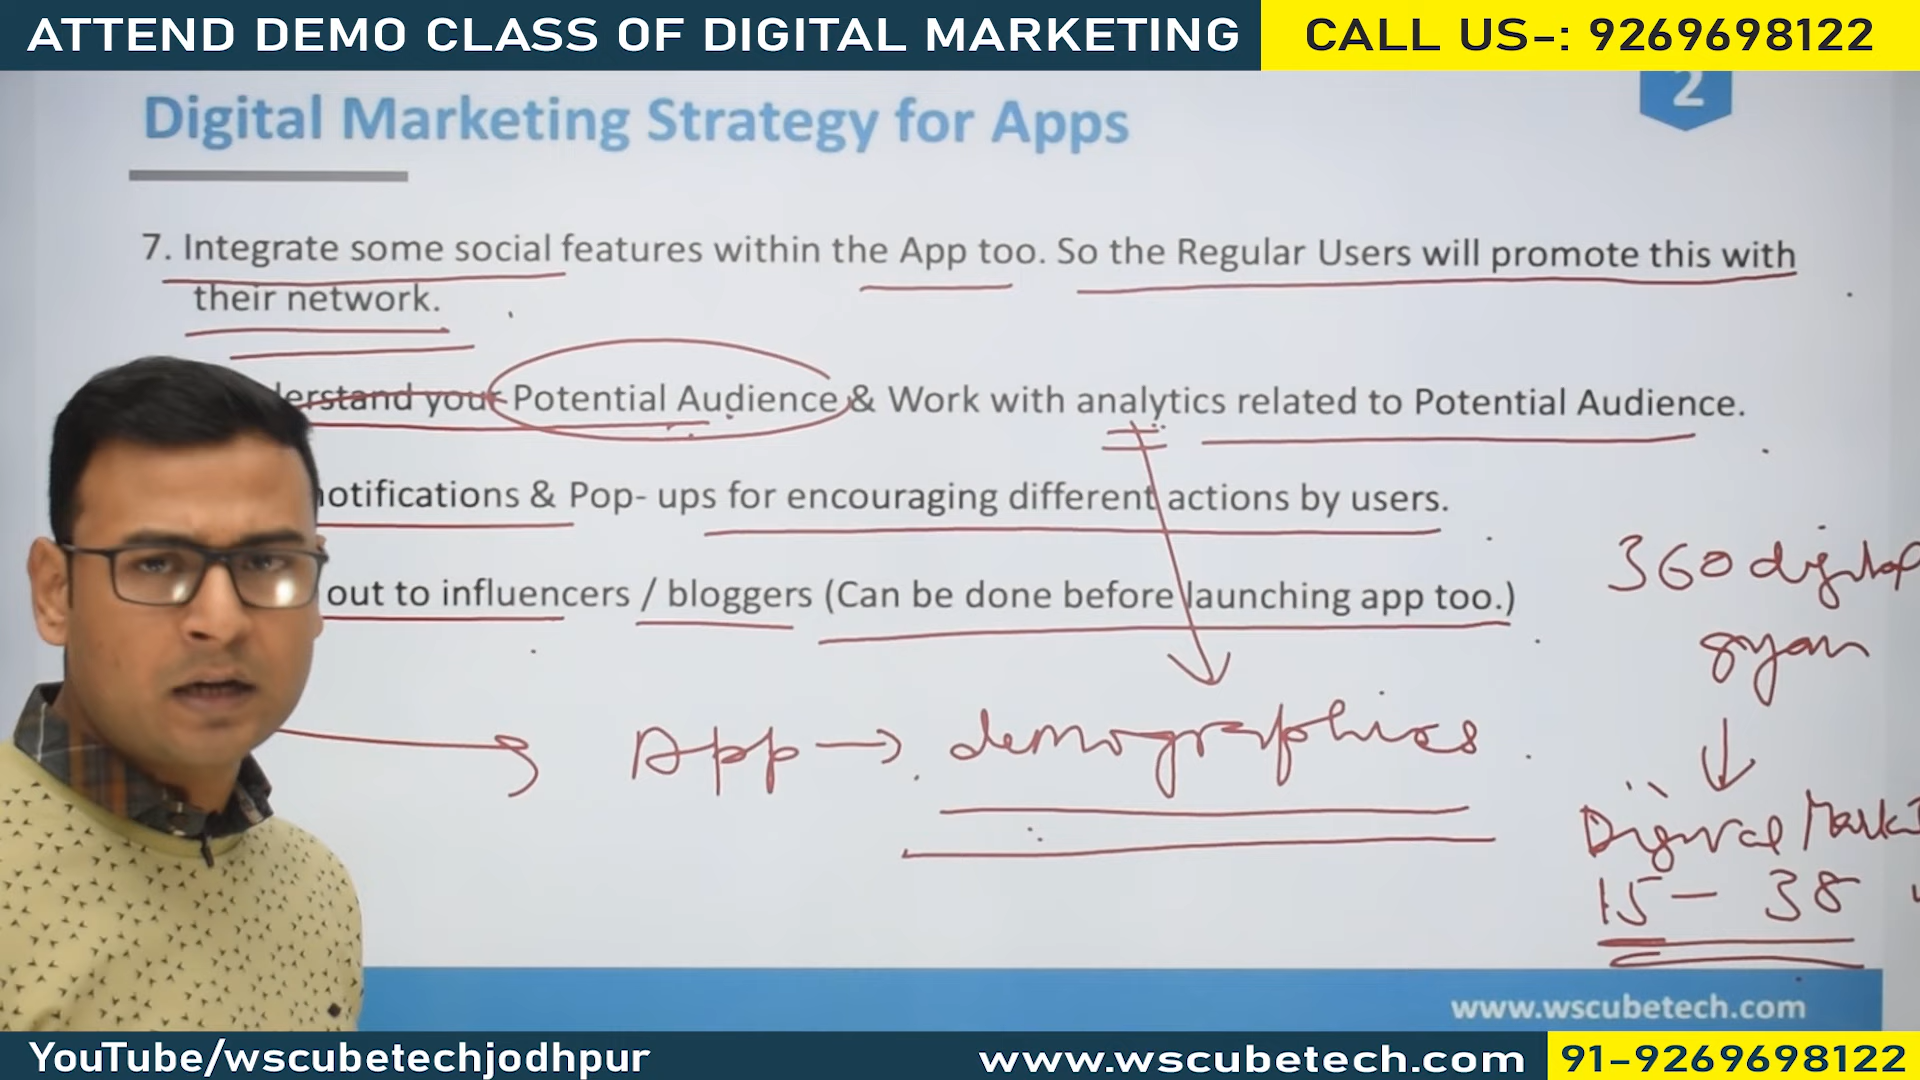 ATTEND DEMO CLASS OF DIGITAL MARKETING
CALL US-: 9269698122
2
Digital Marketing Strategy for Apps
7. Integrate some social features within the App too. So the Regular Users will promote this with
their network.
derstand your Potential Audience & Work with analytics related to Potential Audience.
notifications & Pop- ups for encouraging different actions by users.
out to influencers / bloggers (Can be done before launching app too.)
360 digital
gyan
App → demographics
Digital Mark
15 - 38
www.wscubetech.com
YouTube/wscubetechjodhpur
www.wscubetech.com
91-9269698122